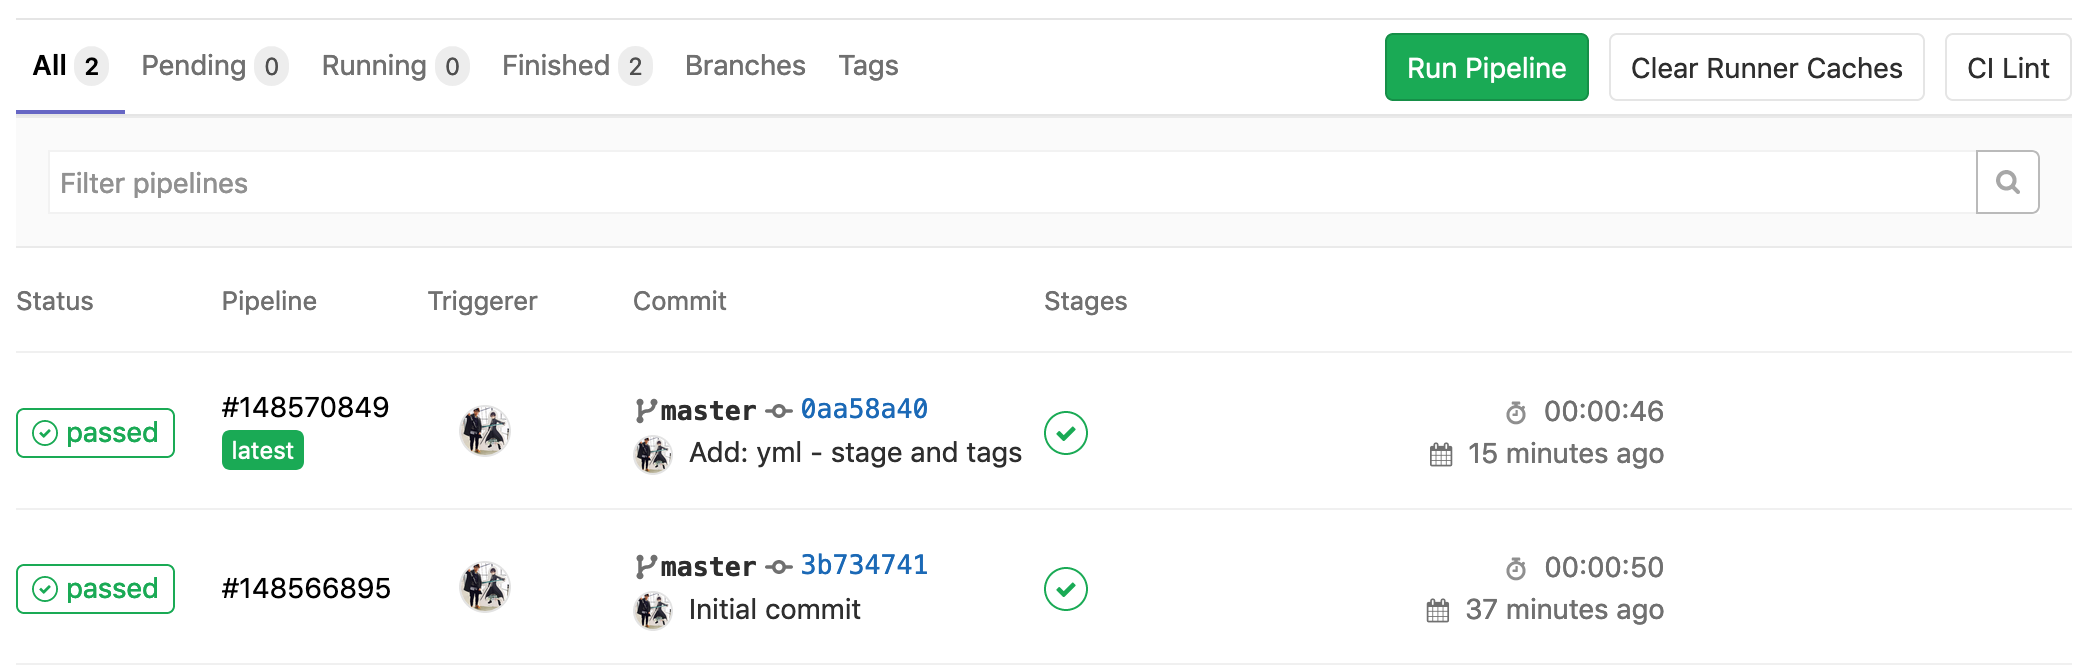 All 2 Pending 0 Running 0 Finished 2 Branches Tags Run Pipeline Clear Runner Caches CI Lint
Filter pipelines
Status Pipeline Triggerer Commit Stages
passed #148570849 latest master 0aa58a40 00:00:46
Add: yml - stage and tags 15 minutes ago
passed #148566895 master 3b734741 00:00:50
Initial commit 37 minutes ago